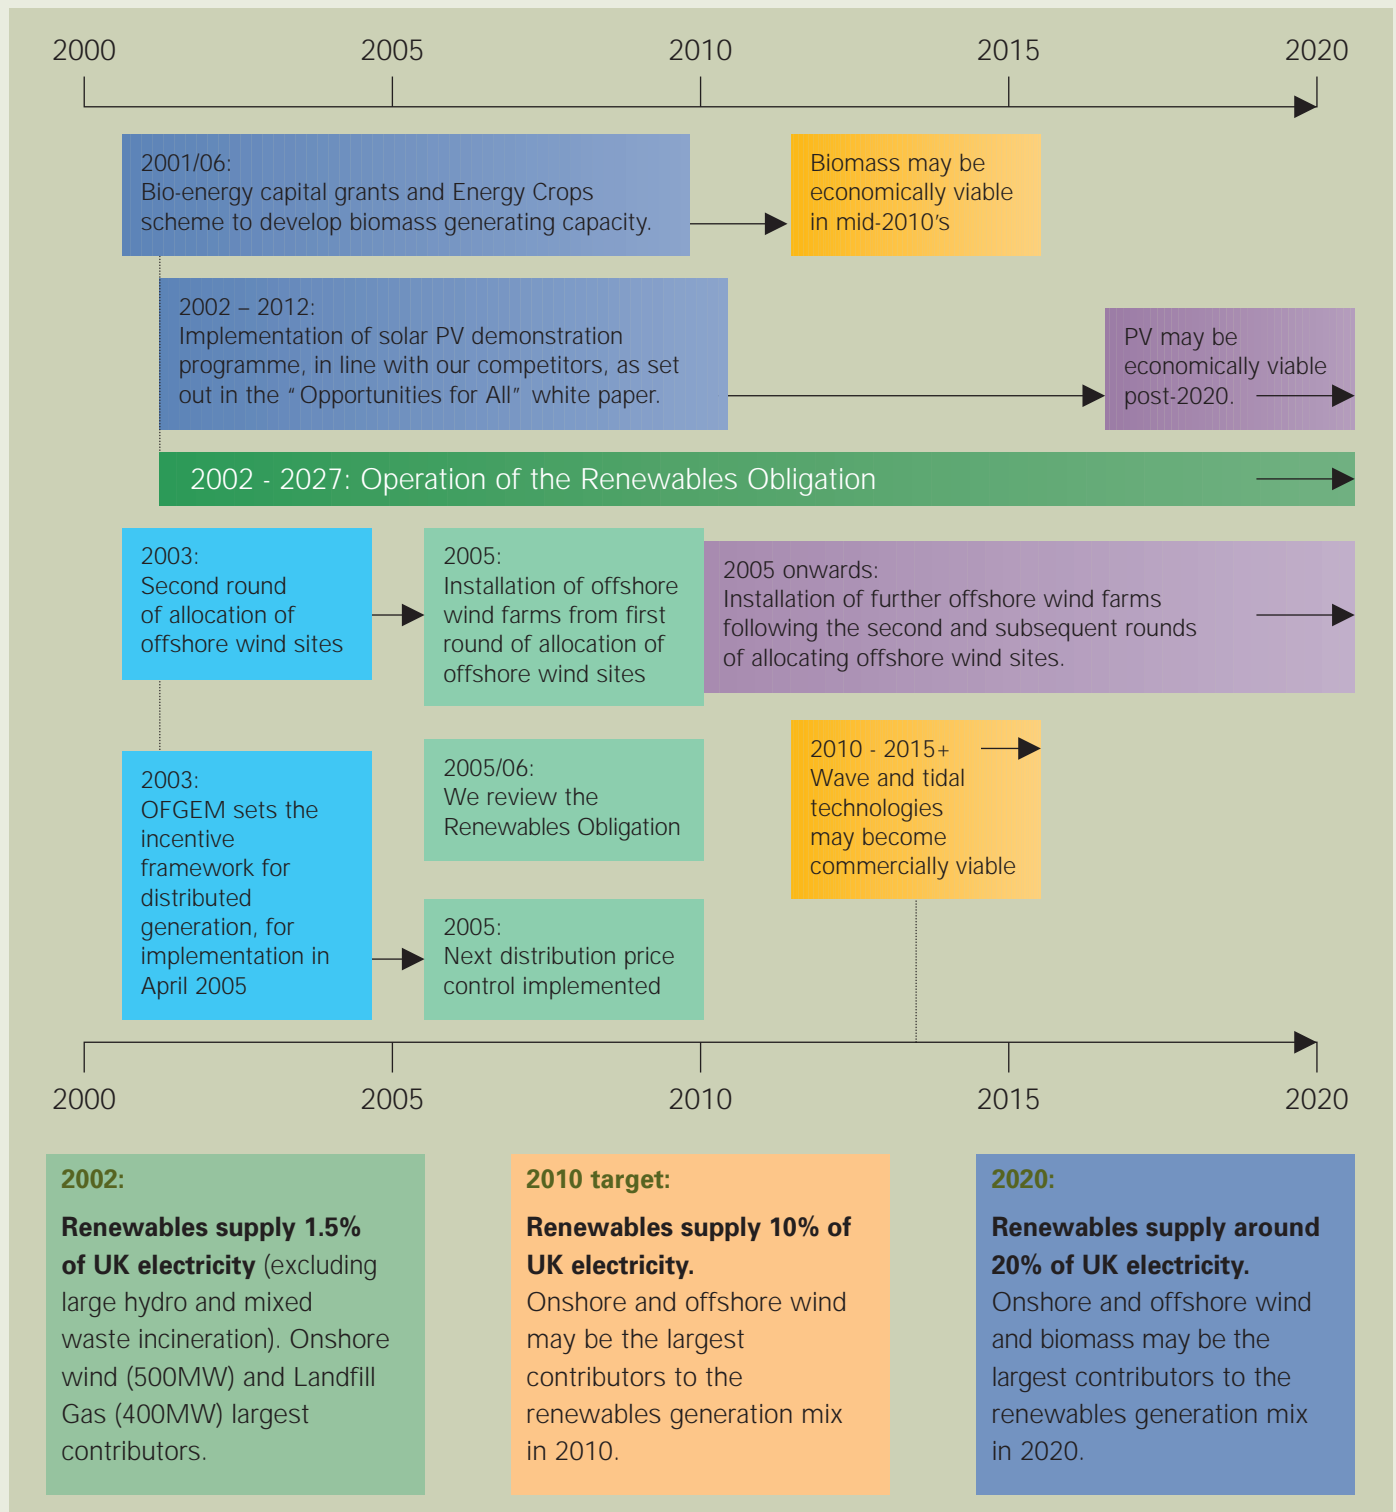 2000 2005 2010 2015 2020
2001/06:
Bio-energy capital grants and Energy Crops
scheme to develop biomass generating capacity.
Biomass may be
economically viable
in mid-2010's
2002 – 2012:
Implementation of solar PV demonstration
programme, in line with our competitors, as set
out in the “Opportunities for All” white paper.
PV may be
economically viable
post-2020.
2002 - 2027: Operation of the Renewables Obligation
2003:
Second round
of allocation of
offshore wind sites
2005:
Installation of offshore
wind farms from first
round of allocation of
offshore wind sites
2005 onwards:
Installation of further offshore wind farms
following the second and subsequent rounds
of allocating offshore wind sites.
2003:
OFGEM sets the
incentive
framework for
distributed
generation, for
implementation in
April 2005
2005/06:
We review the
Renewables Obligation
2005:
Next distribution price
control implemented
2010 - 2015+
Wave and tidal
technologies
may become
commercially viable
2000 2005 2010 2015 2020
2002:
Renewables supply 1.5%
of UK electricity (excluding
large hydro and mixed
waste incineration). Onshore
wind (500MW) and Landfill
Gas (400MW) largest
contributors.
2010 target:
Renewables supply 10% of
UK electricity.
Onshore and offshore wind
may be the largest
contributors to the
renewables generation mix
in 2010.
2020:
Renewables supply around
20% of UK electricity.
Onshore and offshore wind
and biomass may be the
largest contributors to the
renewables generation mix
in 2020.